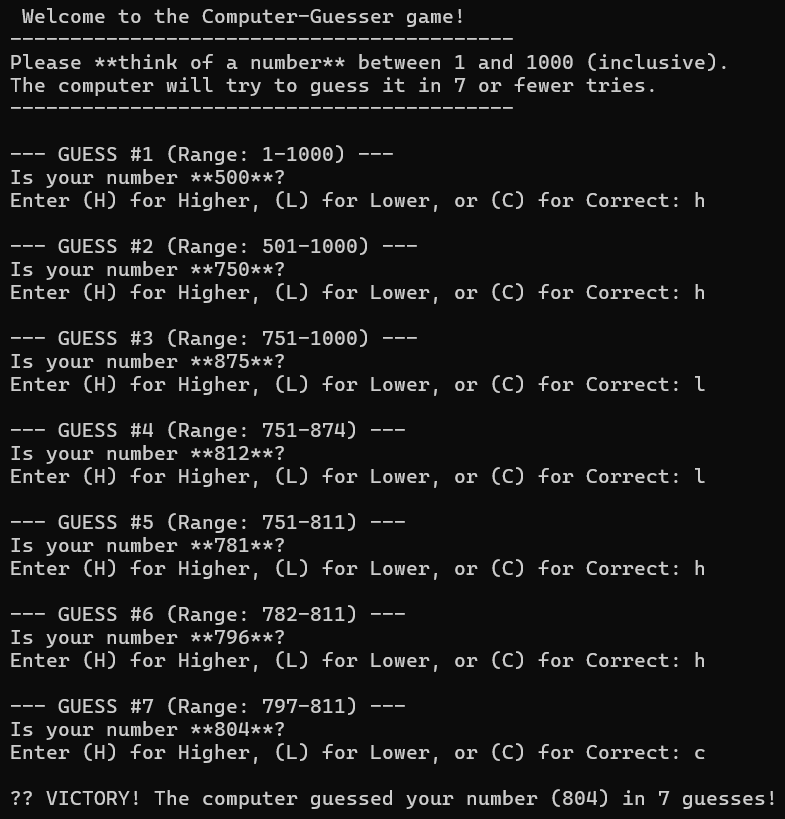 Welcome to the Computer-Guesser game!
------------------------------------------
Please **think of a number** between 1 and 1000 (inclusive).
The computer will try to guess it in 7 or fewer tries.
------------------------------------------
--- GUESS #1 (Range: 1-1000) ---
Is your number **500**?
Enter (H) for Higher, (L) for Lower, or (C) for Correct: h
--- GUESS #2 (Range: 501-1000) ---
Is your number **750**?
Enter (H) for Higher, (L) for Lower, or (C) for Correct: h
--- GUESS #3 (Range: 751-1000) ---
Is your number **875**?
Enter (H) for Higher, (L) for Lower, or (C) for Correct: l
--- GUESS #4 (Range: 751-874) ---
Is your number **812**?
Enter (H) for Higher, (L) for Lower, or (C) for Correct: l
--- GUESS #5 (Range: 751-811) ---
Is your number **781**?
Enter (H) for Higher, (L) for Lower, or (C) for Correct: h
--- GUESS #6 (Range: 782-811) ---
Is your number **796**?
Enter (H) for Higher, (L) for Lower, or (C) for Correct: h
--- GUESS #7 (Range: 797-811) ---
Is your number **804**?
Enter (H) for Higher, (L) for Lower, or (C) for Correct: c
?? VICTORY! The computer guessed your number (804) in 7 guesses!